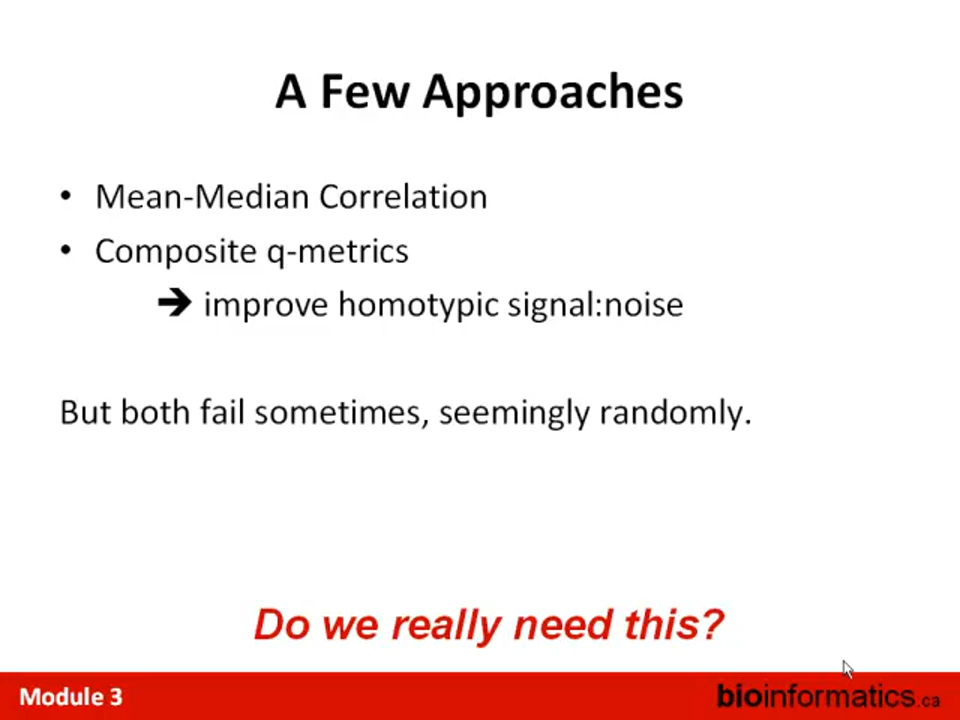 A Few Approaches
• Mean-Median Correlation
• Composite q-metrics
➔ improve homotypic signal:noise
But both fail sometimes, seemingly randomly.
Do we really need this?
Module 3
bioinformatics.ca